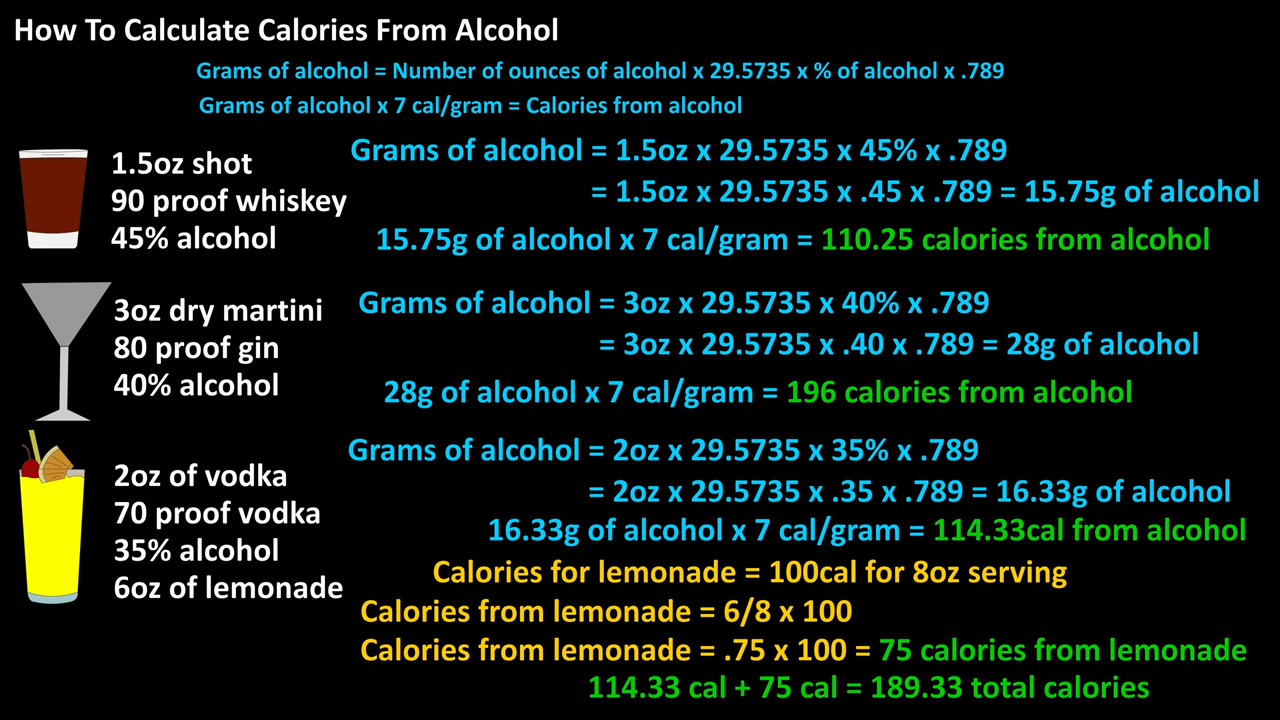 How To Calculate Calories From Alcohol
Grams of alcohol = Number of ounces of alcohol x 29.5735 x % of alcohol x .789
Grams of alcohol x 7 cal/gram = Calories from alcohol
1.5oz shot
90 proof whiskey
45% alcohol
Grams of alcohol = 1.5oz x 29.5735 x 45% x .789
= 1.5oz x 29.5735 x .45 x .789 = 15.75g of alcohol
15.75g of alcohol x 7 cal/gram = 110.25 calories from alcohol
3oz dry martini
80 proof gin
40% alcohol
Grams of alcohol = 3oz x 29.5735 x 40% x .789
= 3oz x 29.5735 x .40 x .789 = 28g of alcohol
28g of alcohol x 7 cal/gram = 196 calories from alcohol
2oz of vodka
70 proof vodka
35% alcohol
6oz of lemonade
Grams of alcohol = 2oz x 29.5735 x 35% x .789
= 2oz x 29.5735 x .35 x .789 = 16.33g of alcohol
16.33g of alcohol x 7 cal/gram = 114.33cal from alcohol
Calories for lemonade = 100cal for 8oz serving
Calories from lemonade = 6/8 x 100
Calories from lemonade = .75 x 100 = 75 calories from lemonade
114.33 cal + 75 cal = 189.33 total calories